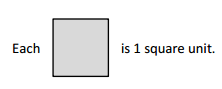 Each is 1 square unit.